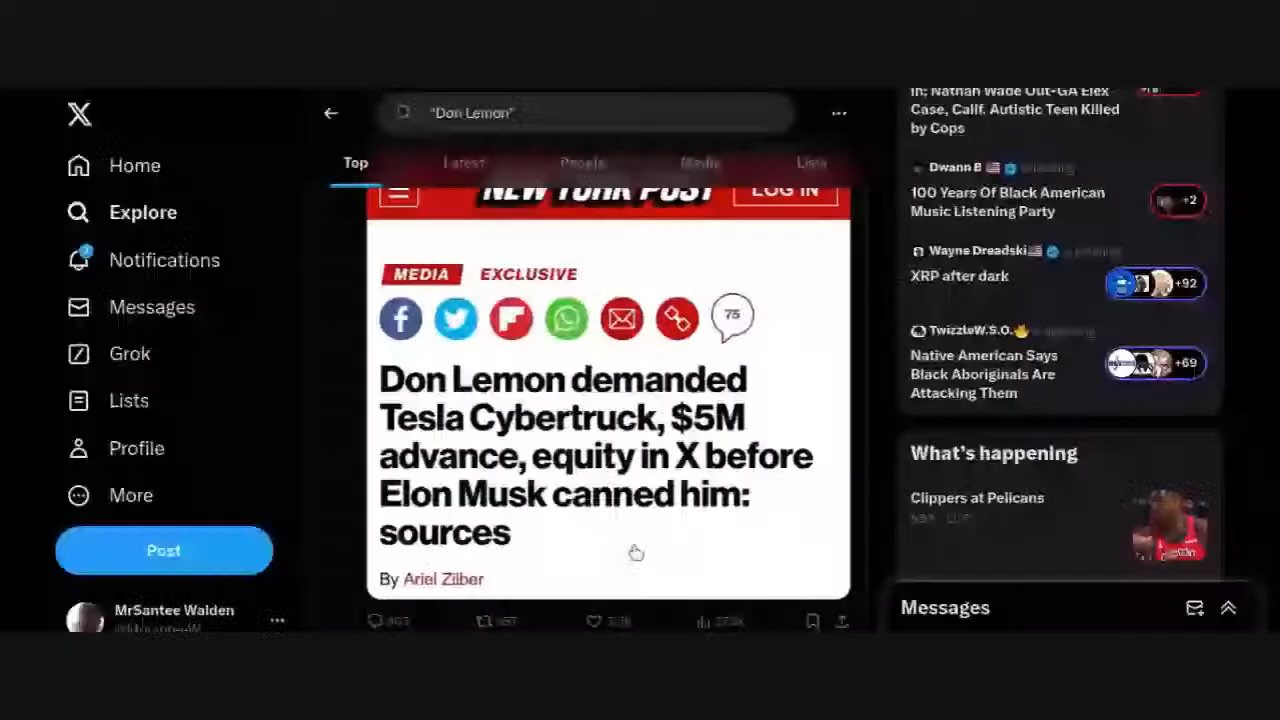 "Don Lemon"
Top
Latest
People
Media
Lists
Home
Explore
Notifications
Messages
Grok
Lists
Profile
More
Post
MrSantee Walden
NEW YORK POST
LOG IN
MEDIA EXCLUSIVE
75
Don Lemon demanded
Tesla Cybertruck, $5M
advance, equity in X before
Elon Musk canned him:
sources
By Ariel Zilber
In; Nathan Wade Out-GA Elex
Case, Calif. Autistic Teen Killed
by Cops
Dwann B
100 Years Of Black American
Music Listening Party
+2
Wayne Dreadski
XRP after dark
+92
TwizzleW.S.O.
Native American Says
Black Aboriginals Are
Attacking Them
+69
What's happening
Clippers at Pelicans
Messages